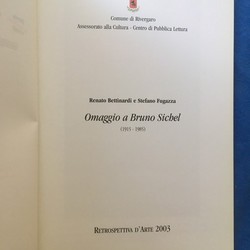 Comune di Rivergaro
Assessorato alla Cultura - Centro di Pubblica Lettura
Renato Bettinardi e Stefano Fugazza
Omaggio a Bruno Sichel
(1911 - 1985)
RETROSPETTIVA D'ARTE 2003